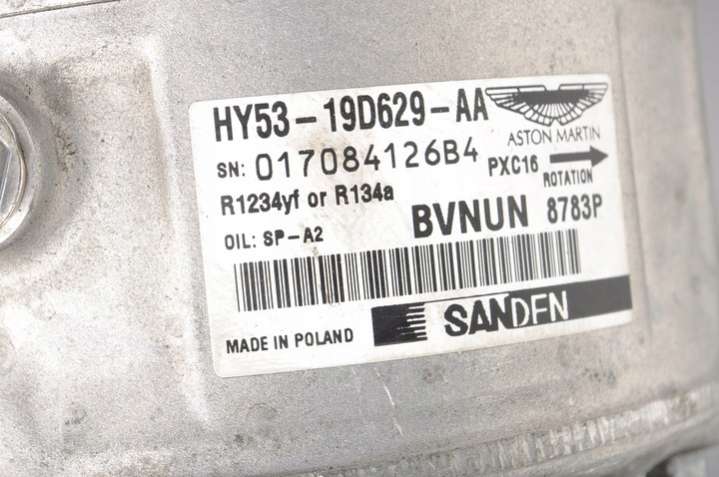 HY53-19D629-AA
ASTON MARTIN
SN: 017084126B4
PXC16
ROTATION
R1234yf or R134a
BVNUN 8783P
OIL: SP-A2
SANDEN
MADE IN POLAND